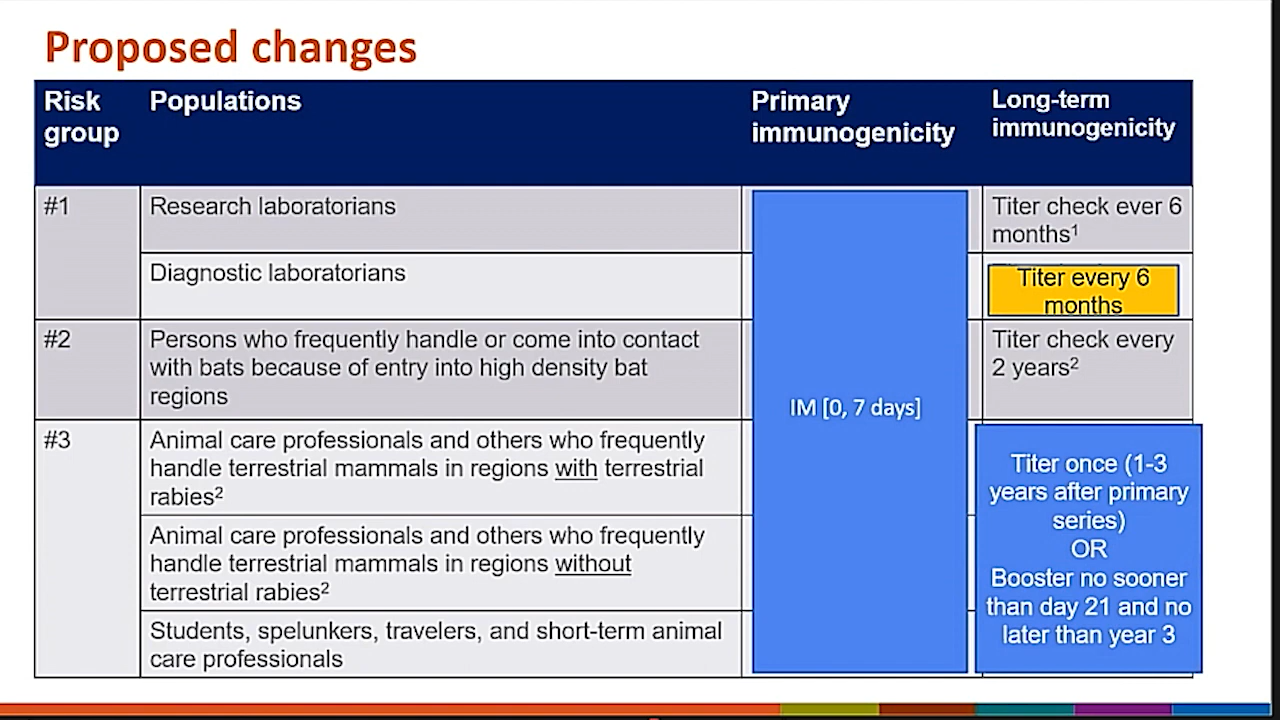 Proposed changes
Risk
group
Populations
Primary
immunogenicity
Long-term
immunogenicity
#1
Research laboratorians
Titer check ever 6
months¹
Diagnostic laboratorians
Titer every 6
months
#2
Persons who frequently handle or come into contact
with bats because of entry into high density bat
regions
Titer check every
2 years²
IM [0, 7 days]
#3
Animal care professionals and others who frequently
handle terrestrial mammals in regions with terrestrial
rabies²
Animal care professionals and others who frequently
handle terrestrial mammals in regions without
terrestrial rabies²
Students, spelunkers, travelers, and short-term animal
care professionals
Titer once (1-3
years after primary
series)
OR
Booster no sooner
than day 21 and no
later than year 3